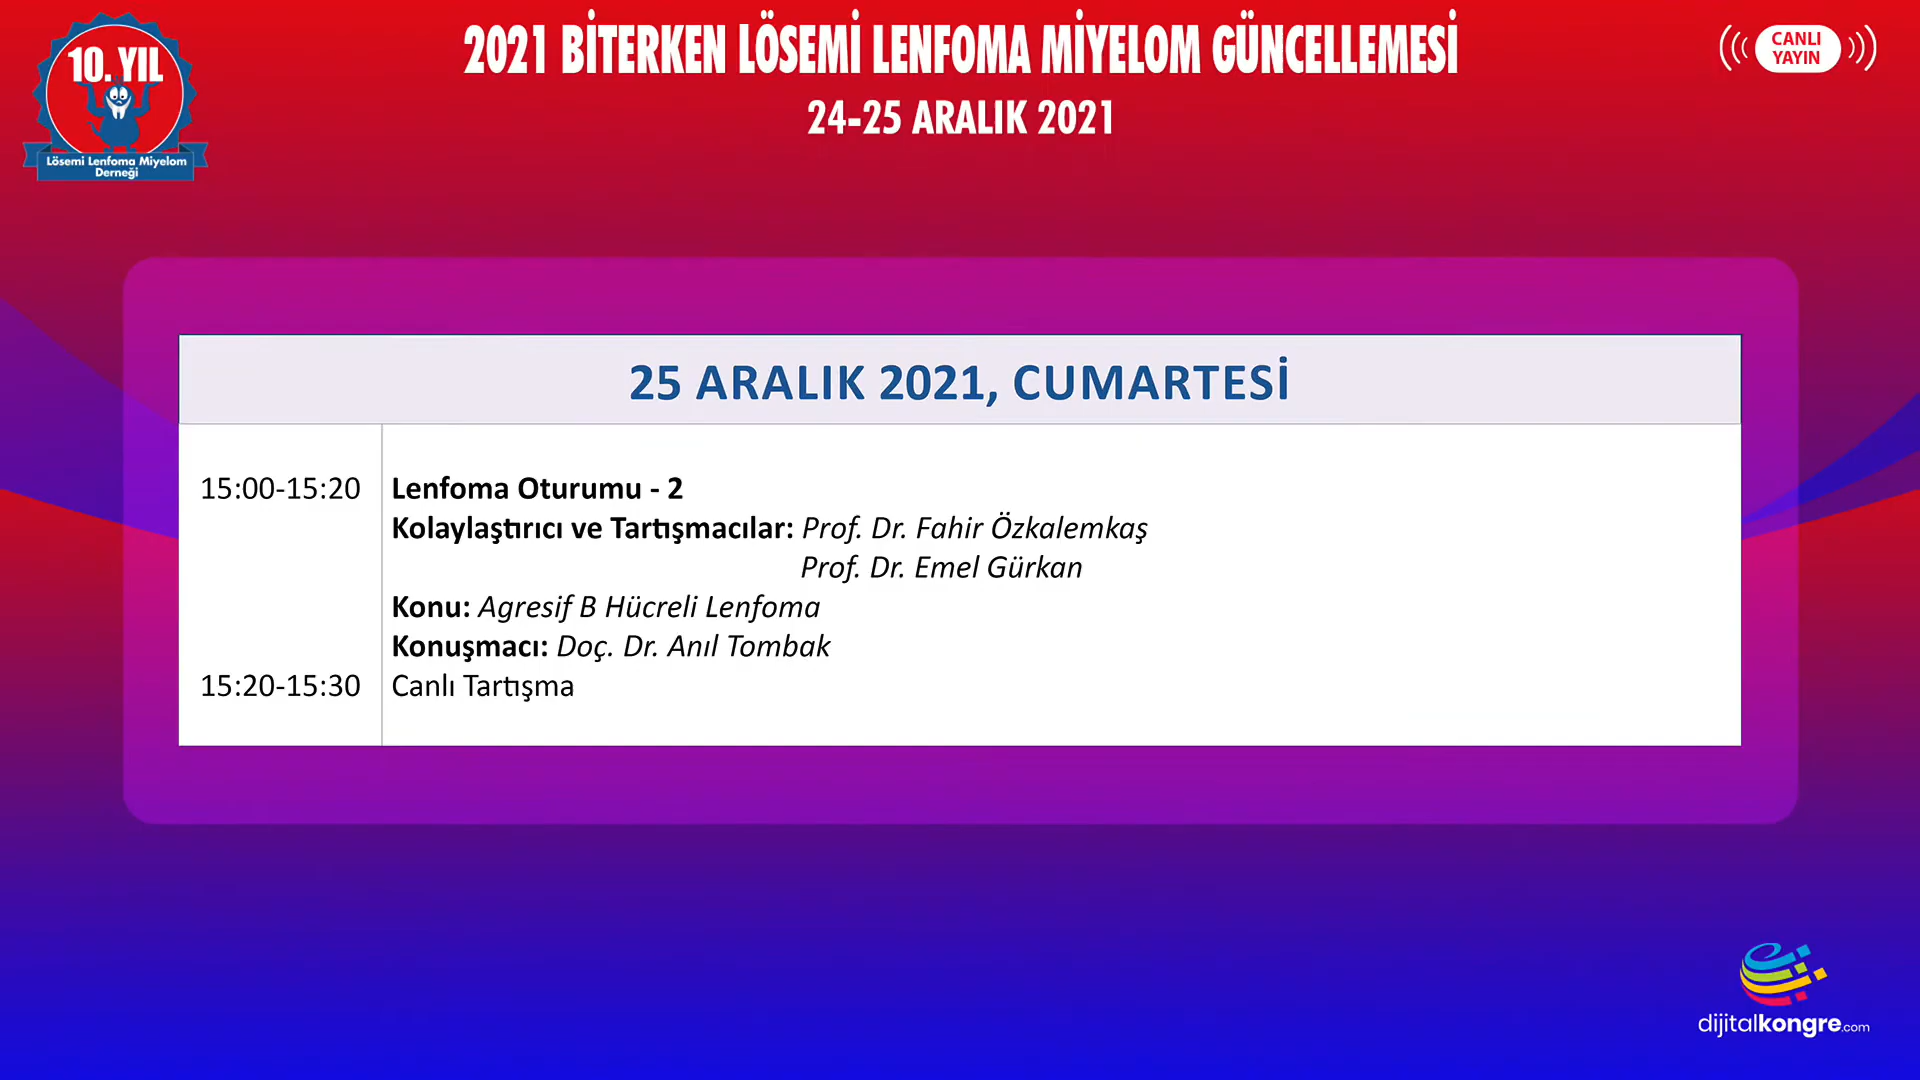 10. YIL
Lösemi Lenfoma Miyelom
Derneği
2021 BİTERKEN LÖSEMİ LENFOMA MİYELOM GÜNCELLEMESİ
24-25 ARALIK 2021
CANLI
YAYIN
25 ARALIK 2021, CUMARTESİ
15:00-15:20 Lenfoma Oturumu - 2
Kolaylaştırıcı ve Tartışmacılar: Prof. Dr. Fahir Özkalemkaş
Prof. Dr. Emel Gürkan
Konu: Agresif B Hücreli Lenfoma
Konuşmacı: Doç. Dr. Anıl Tombak
15:20-15:30 Canlı Tartışma
dijitalkongre.com